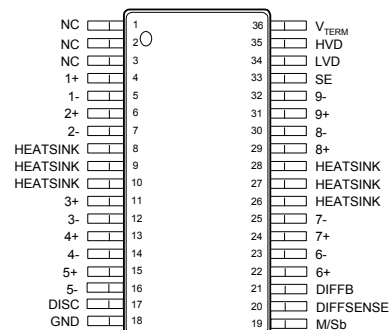 NC 1 36 V_TERM
NC 2 35 HVD
NC 3 34 LVD
1+ 4 33 SE
1- 5 32 9-
2+ 6 31 9+
2- 7 30 8-
HEATSINK 8 29 8+
HEATSINK 9 28 HEATSINK
HEATSINK 10 27 HEATSINK
3+ 11 26 HEATSINK
3- 12 25 7-
4+ 13 24 7+
4- 14 23 6-
5+ 15 22 6+
5- 16 21 DIFFB
DISC 17 20 DIFFSENSE
GND 18 19 M/Sb